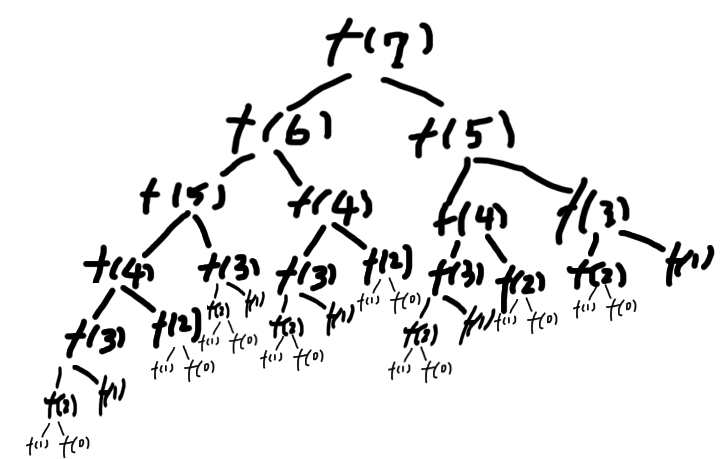 f(7)
f(6) f(5)
f(5) f(4) f(4) f(3)
f(4) f(3) f(3) f(2) f(3) f(2) f(2) f(1)
f(3) f(2) f(2) f(1) f(2) f(1) f(1) f(0) f(2) f(1) f(1) f(0) f(1) f(0)
f(2) f(1) f(1) f(0) f(1) f(0) f(1) f(0) f(1) f(0)
f(1) f(0)